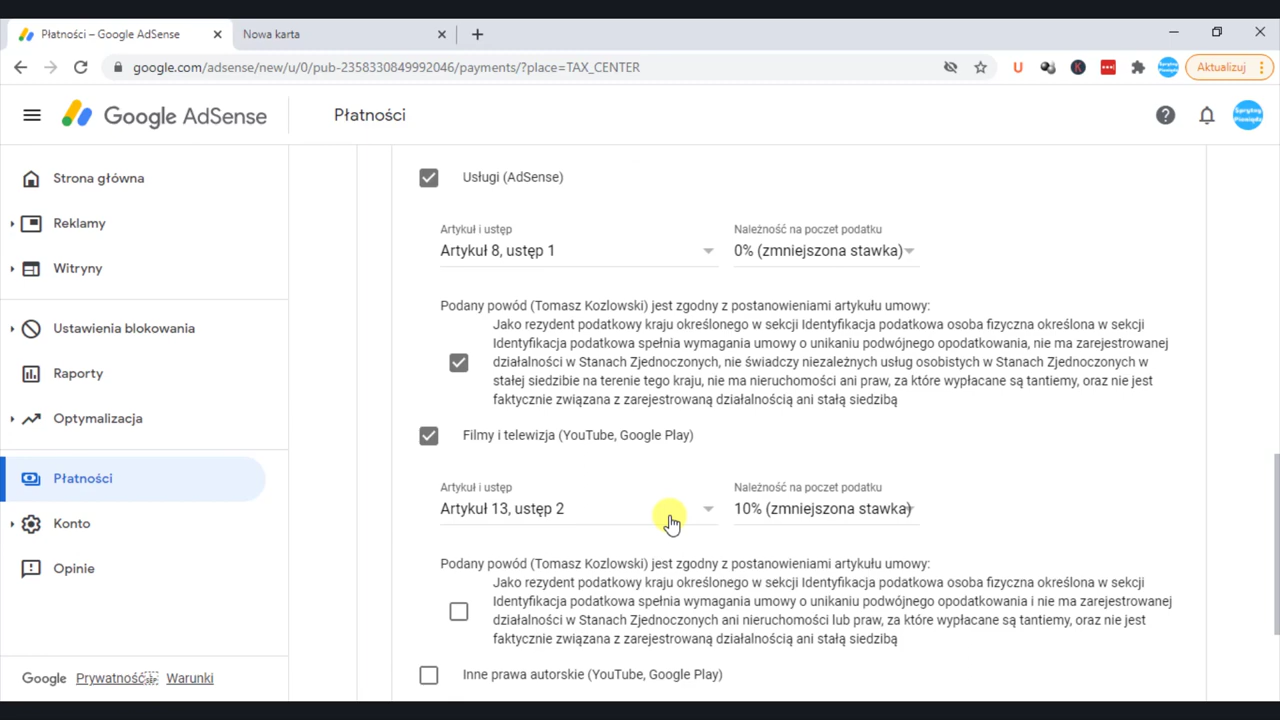 Płatności – Google AdSense
Nowa karta
google.com/adsense/new/u/0/pub-2358330849992046/payments/?place=TAX_CENTER
U
K
Sprytny Pieniądz
Aktualizuj
Google AdSense
Płatności
Sprytny
Pieniądz
Strona główna
Reklamy
Witryny
Ustawienia blokowania
Raporty
Optymalizacja
Płatności
Konto
Opinie
Google Prywatność Warunki
Usługi (AdSense)
Artykuł i ustęp
Należność na poczet podatku
Artykuł 8, ustęp 1
0% (zmniejszona stawka)
Podany powód (Tomasz Kozlowski) jest zgodny z postanowieniami artykułu umowy:
Jako rezydent podatkowy kraju określonego w sekcji Identyfikacja podatkowa osoba fizyczna określona w sekcji
Identyfikacja podatkowa spełnia wymagania umowy o unikaniu podwójnego opodatkowania, nie ma zarejestrowanej
działalności w Stanach Zjednoczonych, nie świadczy niezależnych usług osobistych w Stanach Zjednoczonych w
stałej siedzibie na terenie tego kraju, nie ma nieruchomości ani praw, za które wypłacane są tantiemy, oraz nie jest
faktycznie związana z zarejestrowaną działalnością ani stałą siedzibą
Filmy i telewizja (YouTube, Google Play)
Artykuł i ustęp
Należność na poczet podatku
Artykuł 13, ustęp 2
10% (zmniejszona stawka)
Podany powód (Tomasz Kozlowski) jest zgodny z postanowieniami artykułu umowy:
Jako rezydent podatkowy kraju określonego w sekcji Identyfikacja podatkowa osoba fizyczna określona w sekcji
Identyfikacja podatkowa spełnia wymagania umowy o unikaniu podwójnego opodatkowania i nie ma zarejestrowanej
działalności w Stanach Zjednoczonych ani nieruchomości lub praw, za które wypłacane są tantiemy, oraz nie jest
faktycznie związana z zarejestrowaną działalnością ani stałą siedzibą
Inne prawa autorskie (YouTube, Google Play)